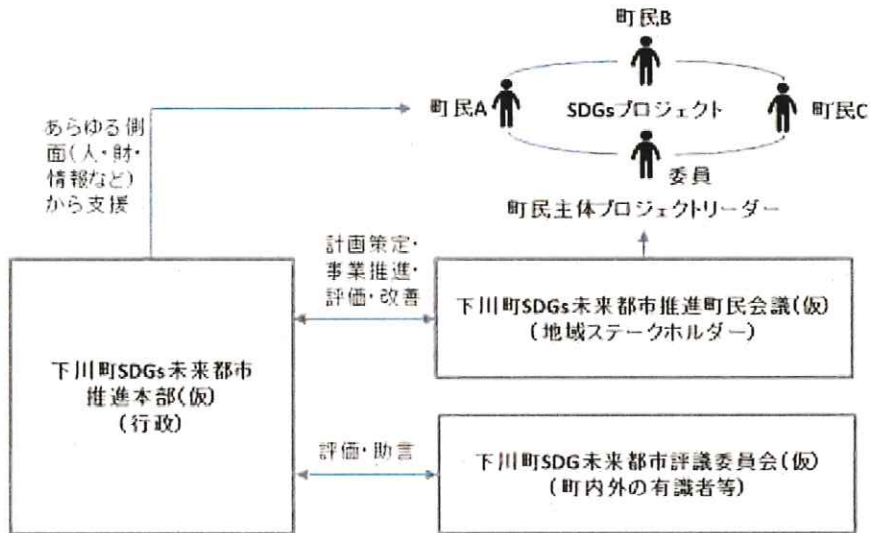 町民B
町民A
SDGsプロジェクト
町民C
委員
町民主体プロジェクトリーダー
あらゆる側
面(人・財・
情報など)
から支援
計画策定・
事業推進・
評価・改善
下川町SDGs未来都市
推進本部(仮)
(行政)
下川町SDGs未来都市推進町民会議(仮)
(地域ステークホルダー)
評価・助言
下川町SDG未来都市評議委員会(仮)
(町内外の有識者等)